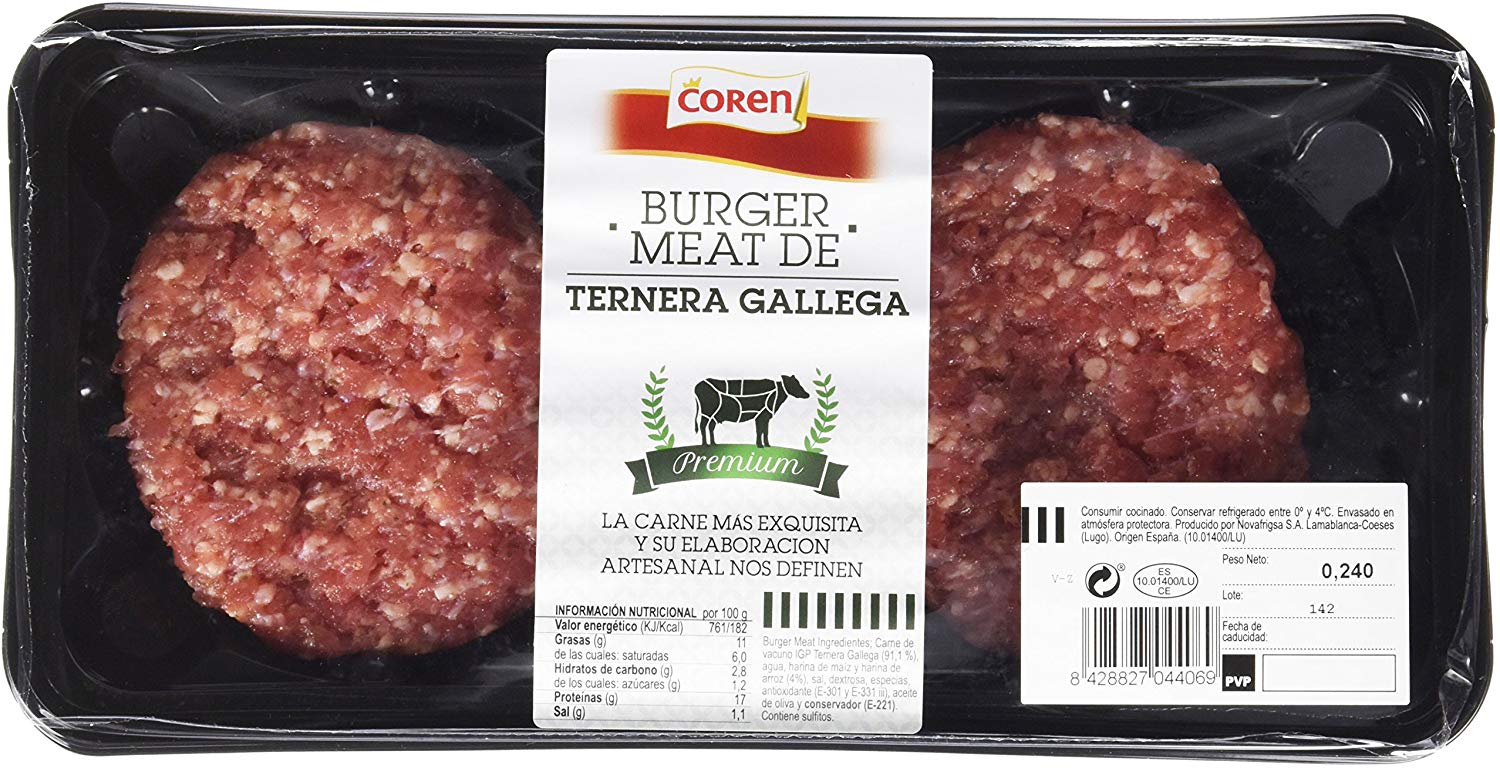 COREN
BURGER
MEAT DE
TERNERA GALLEGA
Premium
LA CARNE MÁS EXQUISITA
Y SU ELABORACION
ARTESANAL NOS DEFINEN
INFORMACIÓN NUTRICIONAL por 100 g
Valor energético (KJ/Kcal) 761/182
Grasas (g) 11
de las cuales: saturadas 6,0
Hidratos de carbono (g) 2,8
de los cuales: azúcares (g) 1,2
Proteínas (g) 17
Sal (g) 1,1
Burger Meat Ingredientes; Carne de
vacuno IGP Ternera Gallega (91,1 %),
agua, harina de maíz y harina de
arroz (4%), sal, dextrosa, especias,
antioxidante (E-301 y E-331 iii), aceite
de oliva y conservador (E-221).
Contiene sulfitos.
Consumir cocinado. Conservar refrigerado entre 0º y 4ºC. Envasado en
atmósfera protectora. Producido por Novafrigsa S.A. Lamablanca-Coeses
(Lugo). Origen España. (10.01400/LU)
V-Z
®
ES
10.01400/LU
CE
Peso Neto:
0,240
Lote:
142
Fecha de
caducidad:
PVP
8 428827 044069